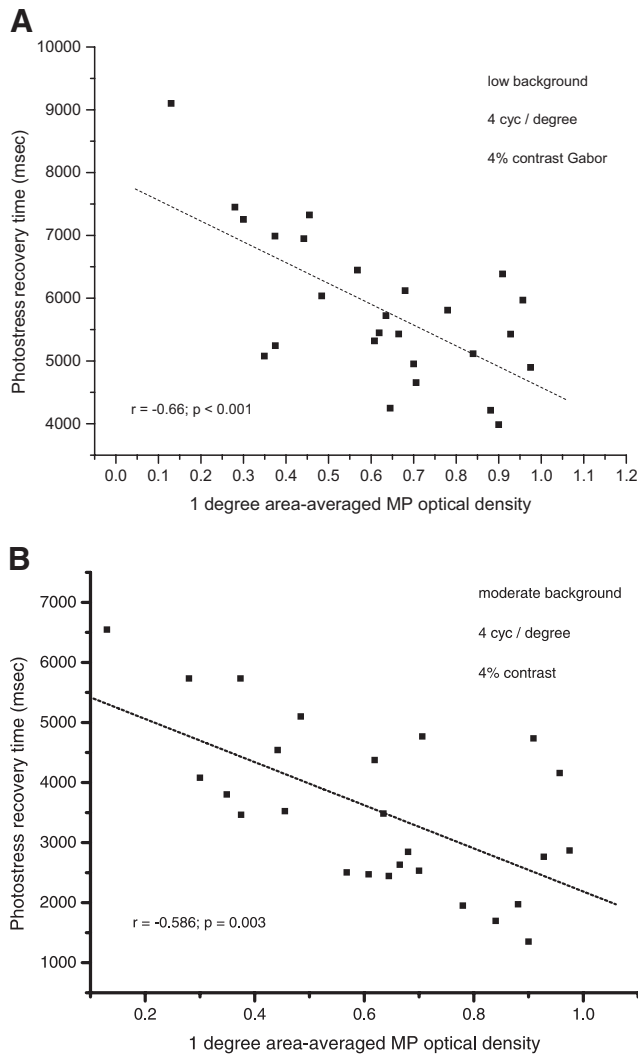 A
10000
9000
8000
7000
6000
5000
4000
Photostress recovery time (msec)
low background
4 cyc / degree
4% contrast Gabor
r = -0.66; p < 0.001
0.0 0.1 0.2 0.3 0.4 0.5 0.6 0.7 0.8 0.9 1.0 1.1 1.2
1 degree area-averaged MP optical density
B
7000
6000
5000
4000
3000
2000
1000
Photostress recovery time (msec)
moderate background
4 cyc / degree
4% contrast
r = -0.586; p = 0.003
0.2 0.4 0.6 0.8 1.0
1 degree area-averaged MP optical density